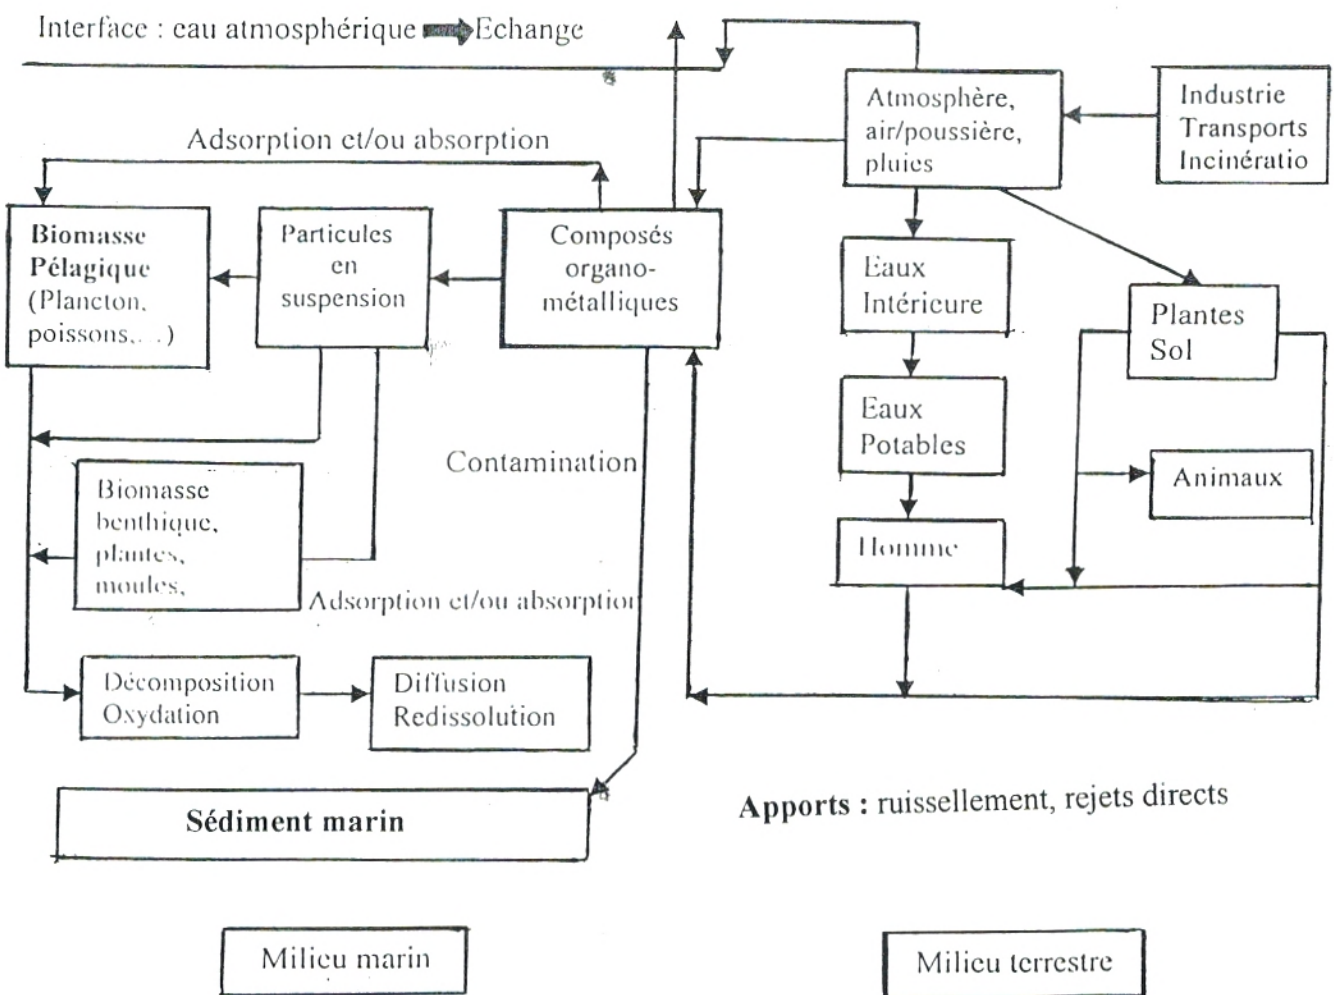 Interface : eau atmosphérique Echange
Adsorption et/ou absorption
Atmosphère,
air/poussière,
pluies
Industrie
Transports
Incinératio
Biomasse
Pélagique
(Plancton,
poissons,...)
Particules
en
suspension
Composés
organo-
métalliques
Eaux
Intérieure
Plantes
Sol
Eaux
Potables
Contamination
Animaux
Biomasse
benthique,
plantes,
moules,
Homme
Adsorption et/ou absorption
Décomposition
Oxydation
Diffusion
Redissolution
Sédiment marin
Apports : ruissellement, rejets directs
Milieu marin
Milieu terrestre